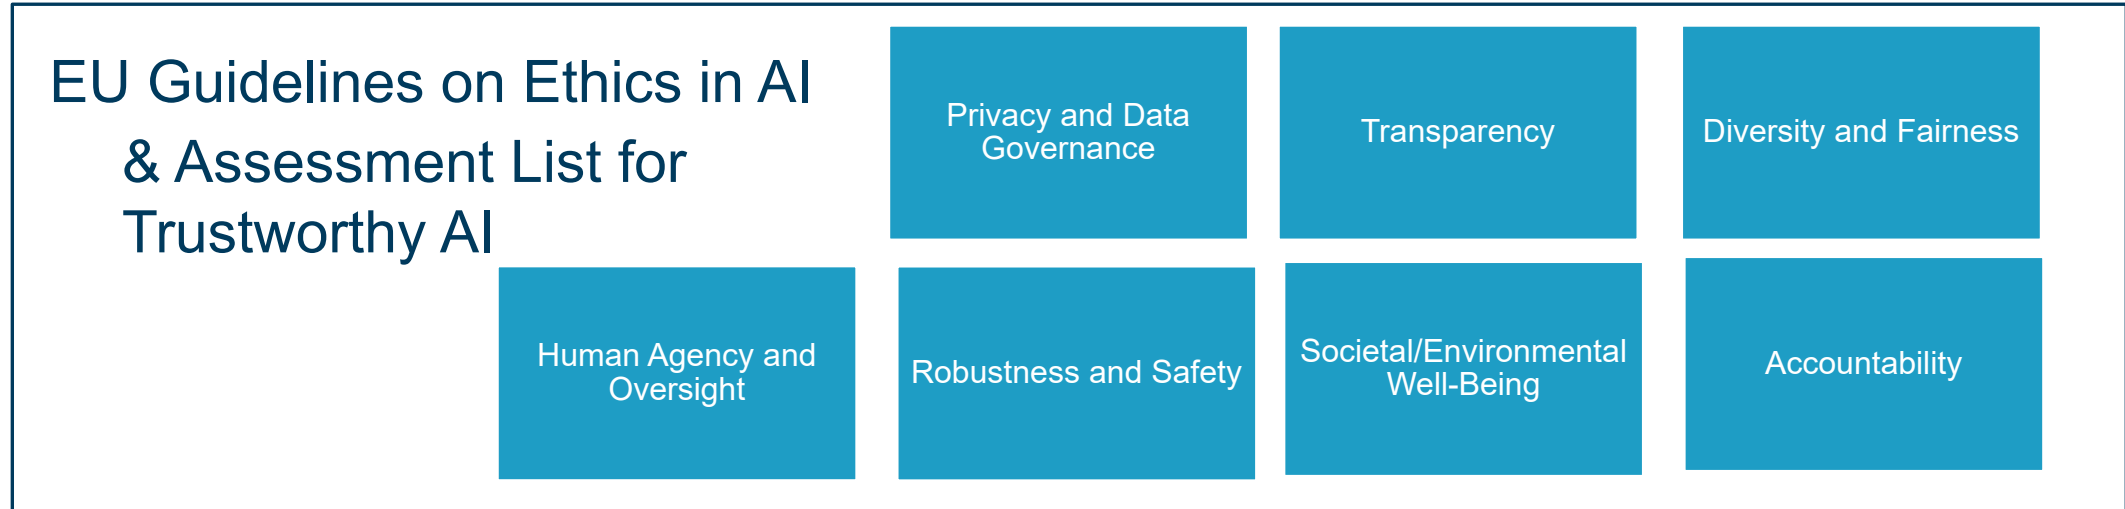 EU Guidelines on Ethics in AI
& Assessment List for
Trustworthy AI
Privacy and Data
Governance
Transparency
Diversity and Fairness
Human Agency and
Oversight
Robustness and Safety
Societal/Environmental
Well-Being
Accountability